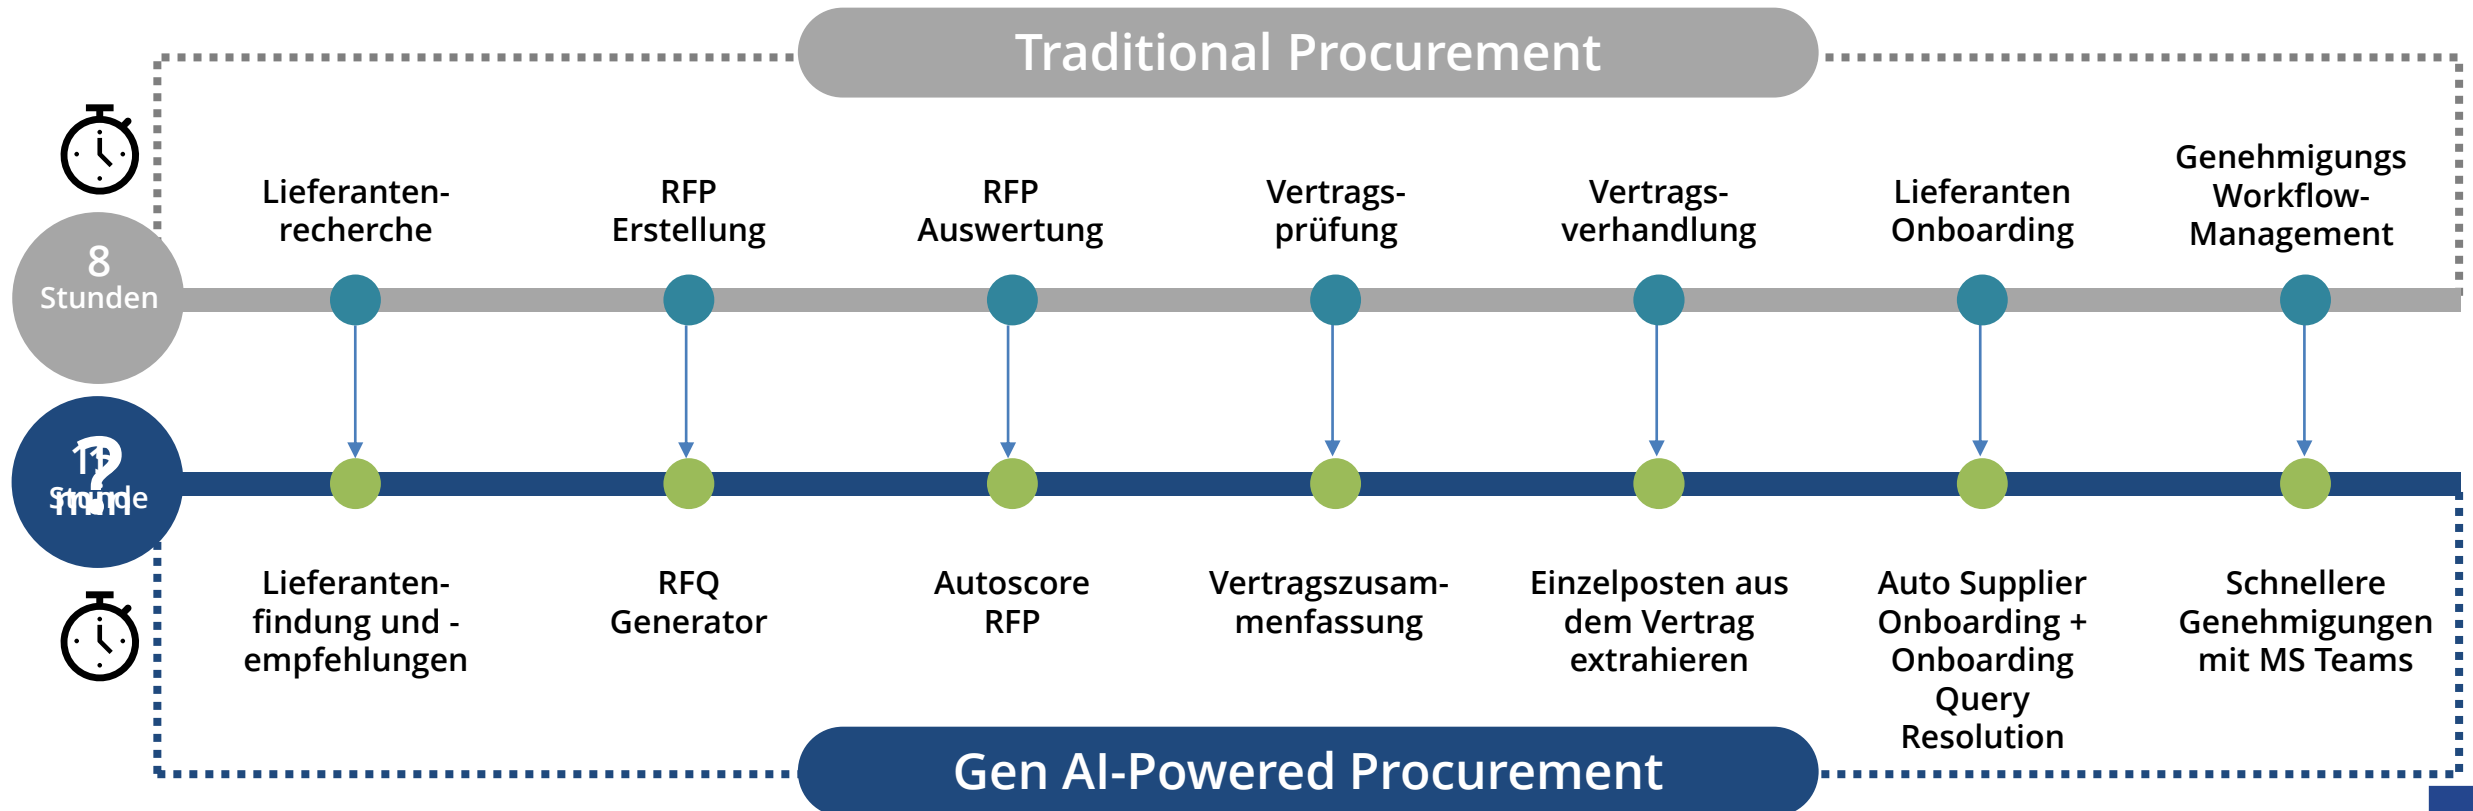 Traditional Procurement
Lieferanten-
recherche
RFP
Erstellung
RFP
Auswertung
Vertrags-
prüfung
Vertrags-
verhandlung
Lieferanten
Onboarding
Genehmigungs
Workflow-
Management
8
Stunden
?
Stunde
min
Lieferanten-
findung und -
empfehlungen
RFQ
Generator
Autoscore
RFP
Vertragszusam-
menfassung
Einzelposten aus
dem Vertrag
extrahieren
Auto Supplier
Onboarding +
Onboarding
Query
Resolution
Schnellere
Genehmigungen
mit MS Teams
Gen AI-Powered Procurement